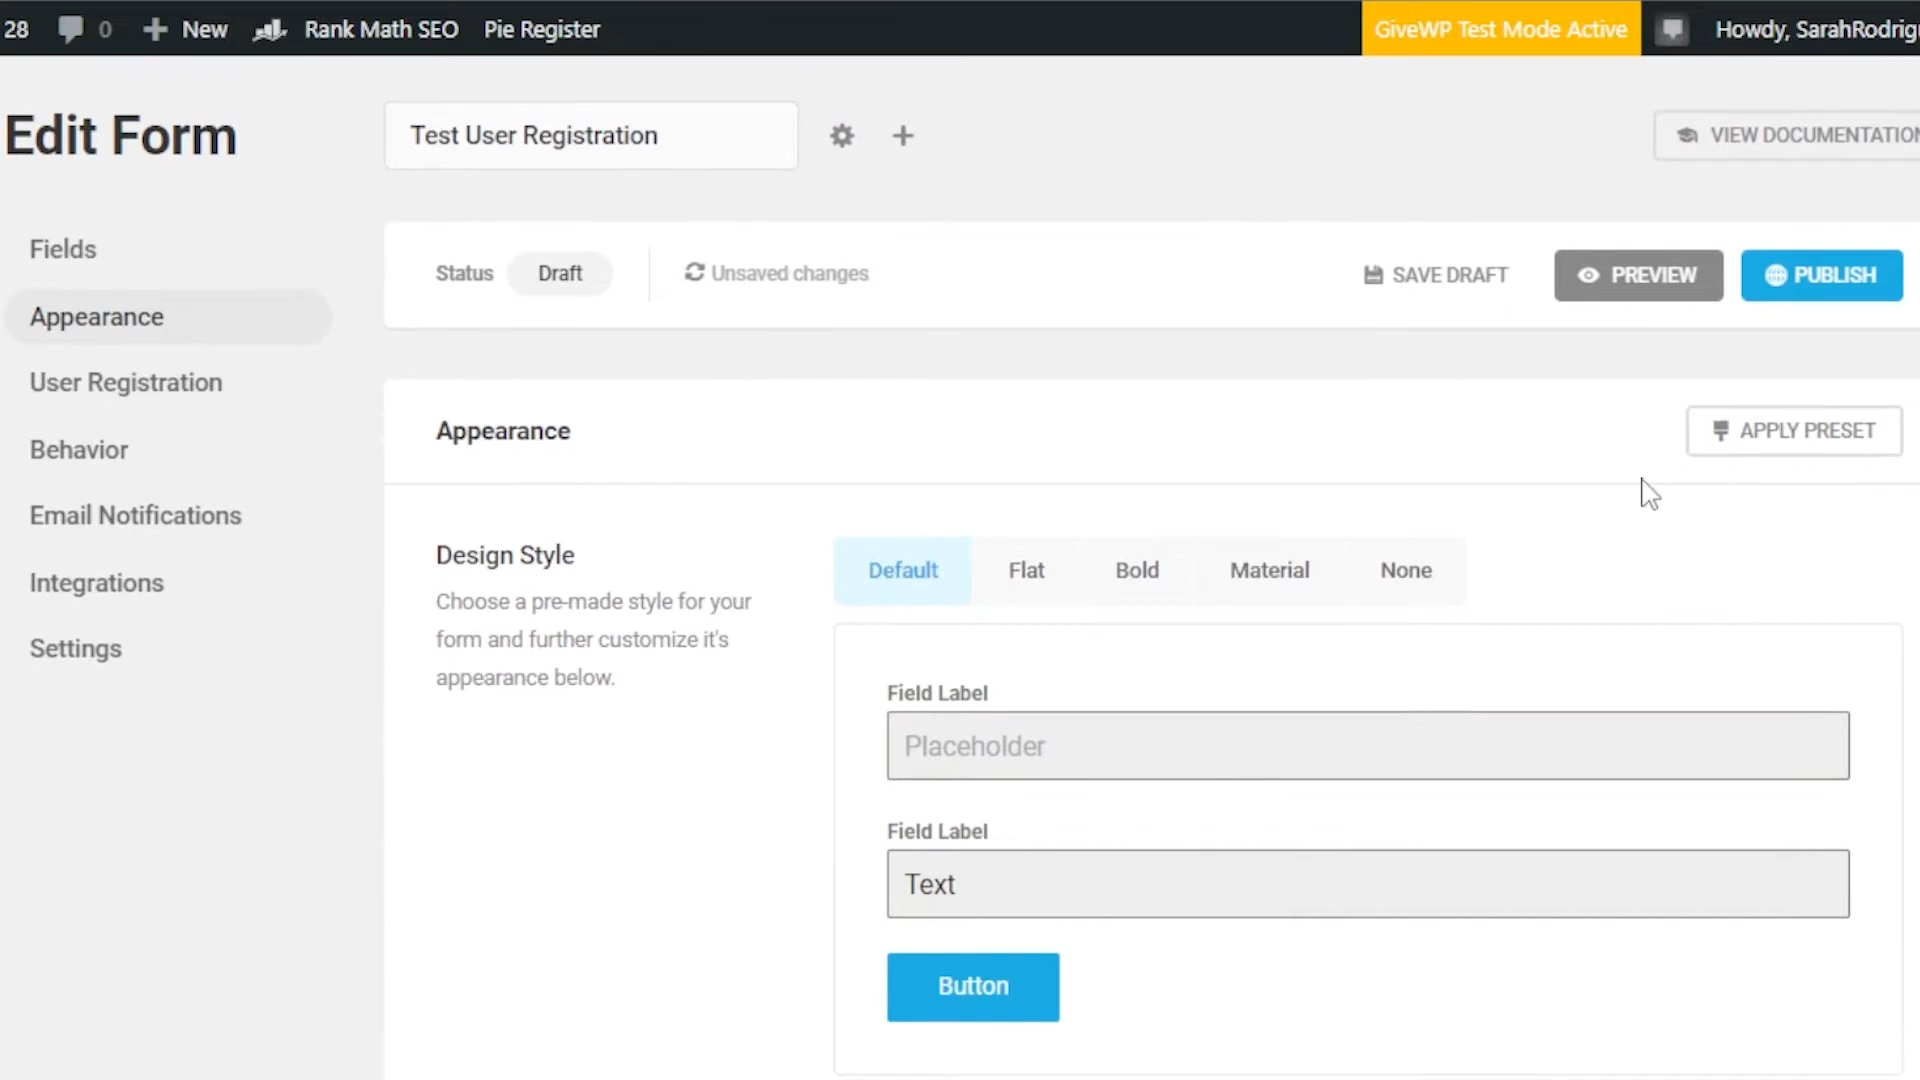 28 0 New Rank Math SEO Pie Register GiveWP Test Mode Active Howdy, SarahRodrig
Edit Form
Test User Registration
VIEW DOCUMENTATION
Fields
Appearance
User Registration
Behavior
Email Notifications
Integrations
Settings
Status Draft Unsaved changes SAVE DRAFT PREVIEW PUBLISH
Appearance
APPLY PRESET
Design Style
Choose a pre-made style for your
form and further customize it's
appearance below.
Default Flat Bold Material None
Field Label
Placeholder
Field Label
Text
Button